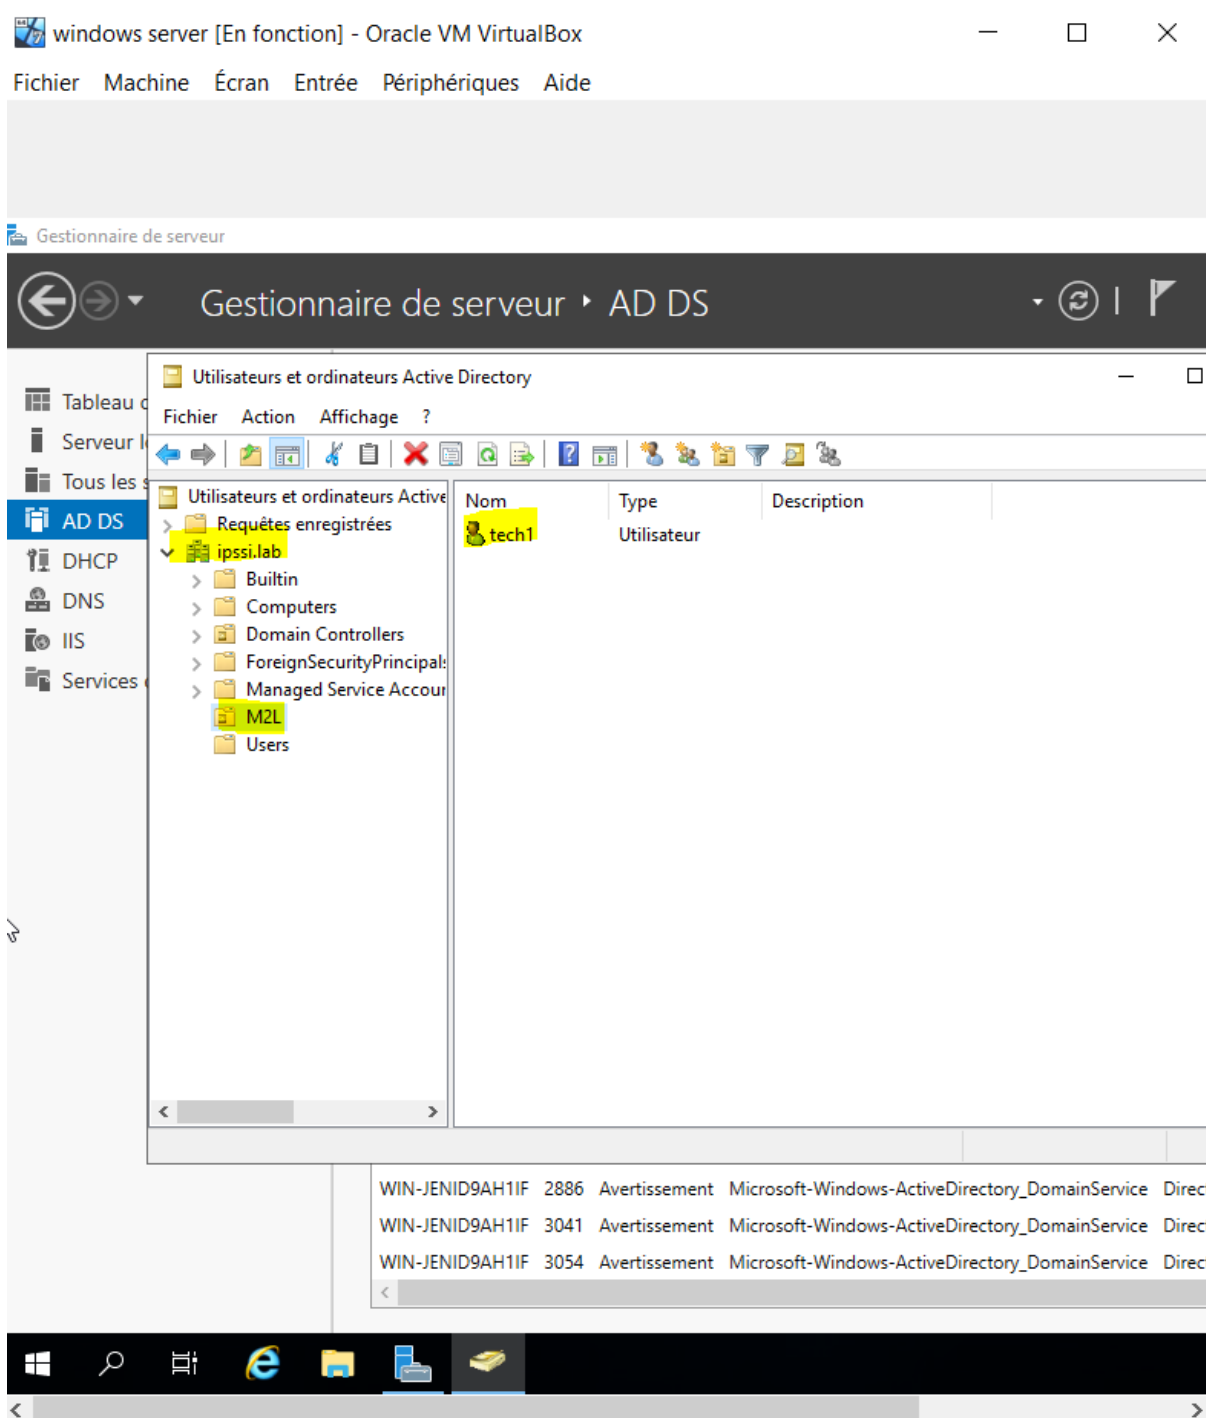 windows server [En fonction] - Oracle VM VirtualBox
Fichier Machine Écran Entrée Périphériques Aide
Gestionnaire de serveur
Gestionnaire de serveur AD DS
Tableau
Serveur
Tous les
AD DS
DHCP
DNS
IIS
Services
Utilisateurs et ordinateurs Active Directory
Fichier Action Affichage ?
Utilisateurs et ordinateurs Active
Requêtes enregistrées
ipssi.lab
Builtin
Computers
Domain Controllers
ForeignSecurityPrincipal
Managed Service Accou
M2L
Users
Nom Type Description
tech1 Utilisateur
WIN-JENID9AH1IF 2886 Avertissement Microsoft-Windows-ActiveDirectory_DomainService Direc
WIN-JENID9AH1IF 3041 Avertissement Microsoft-Windows-ActiveDirectory_DomainService Direc
WIN-JENID9AH1IF 3054 Avertissement Microsoft-Windows-ActiveDirectory_DomainService Direc